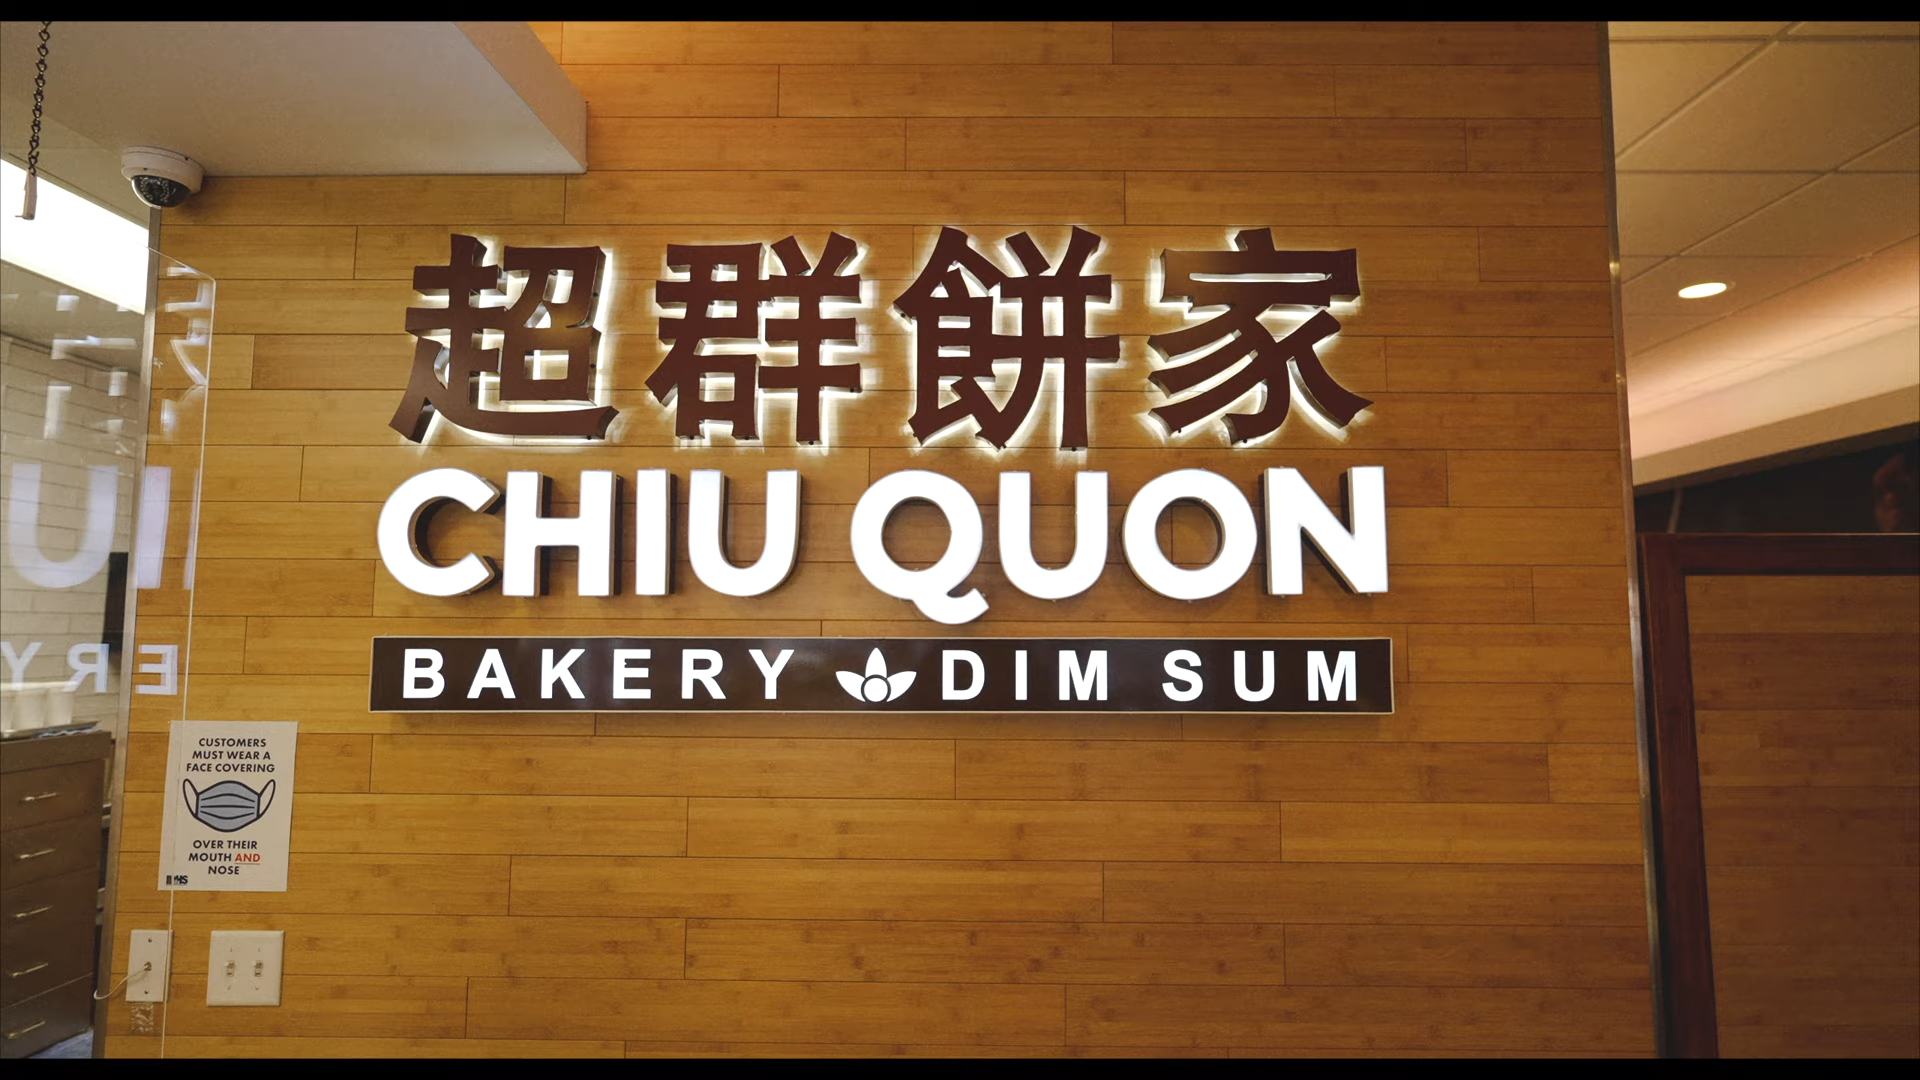 超群餅家
CHIU QUON
BAKERY DIM SUM
CUSTOMERS
MUST WEAR A
FACE COVERING
OVER THEIR
MOUTH AND
NOSE